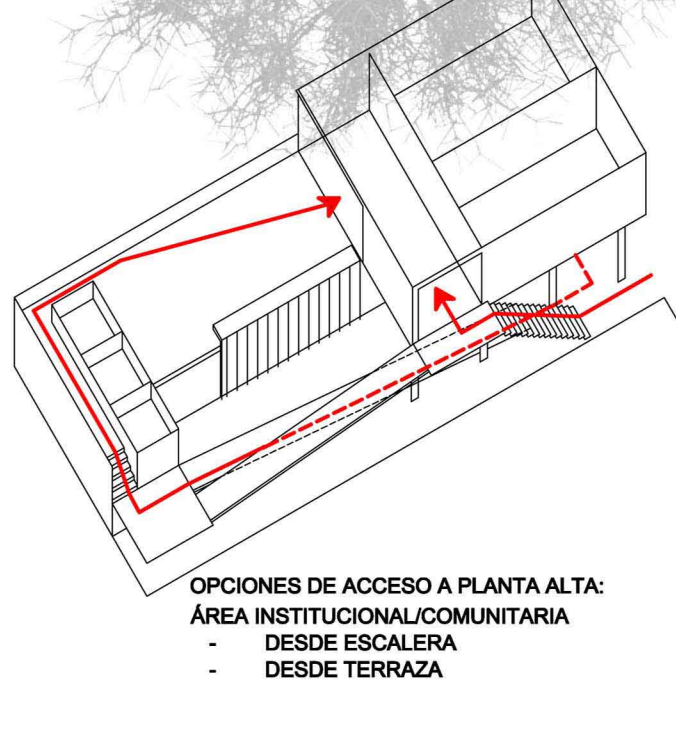 OPCIONES DE ACCESO A PLANTA ALTA:
ÁREA INSTITUCIONAL/COMUNITARIA
- DESDE ESCALERA
- DESDE TERRAZA